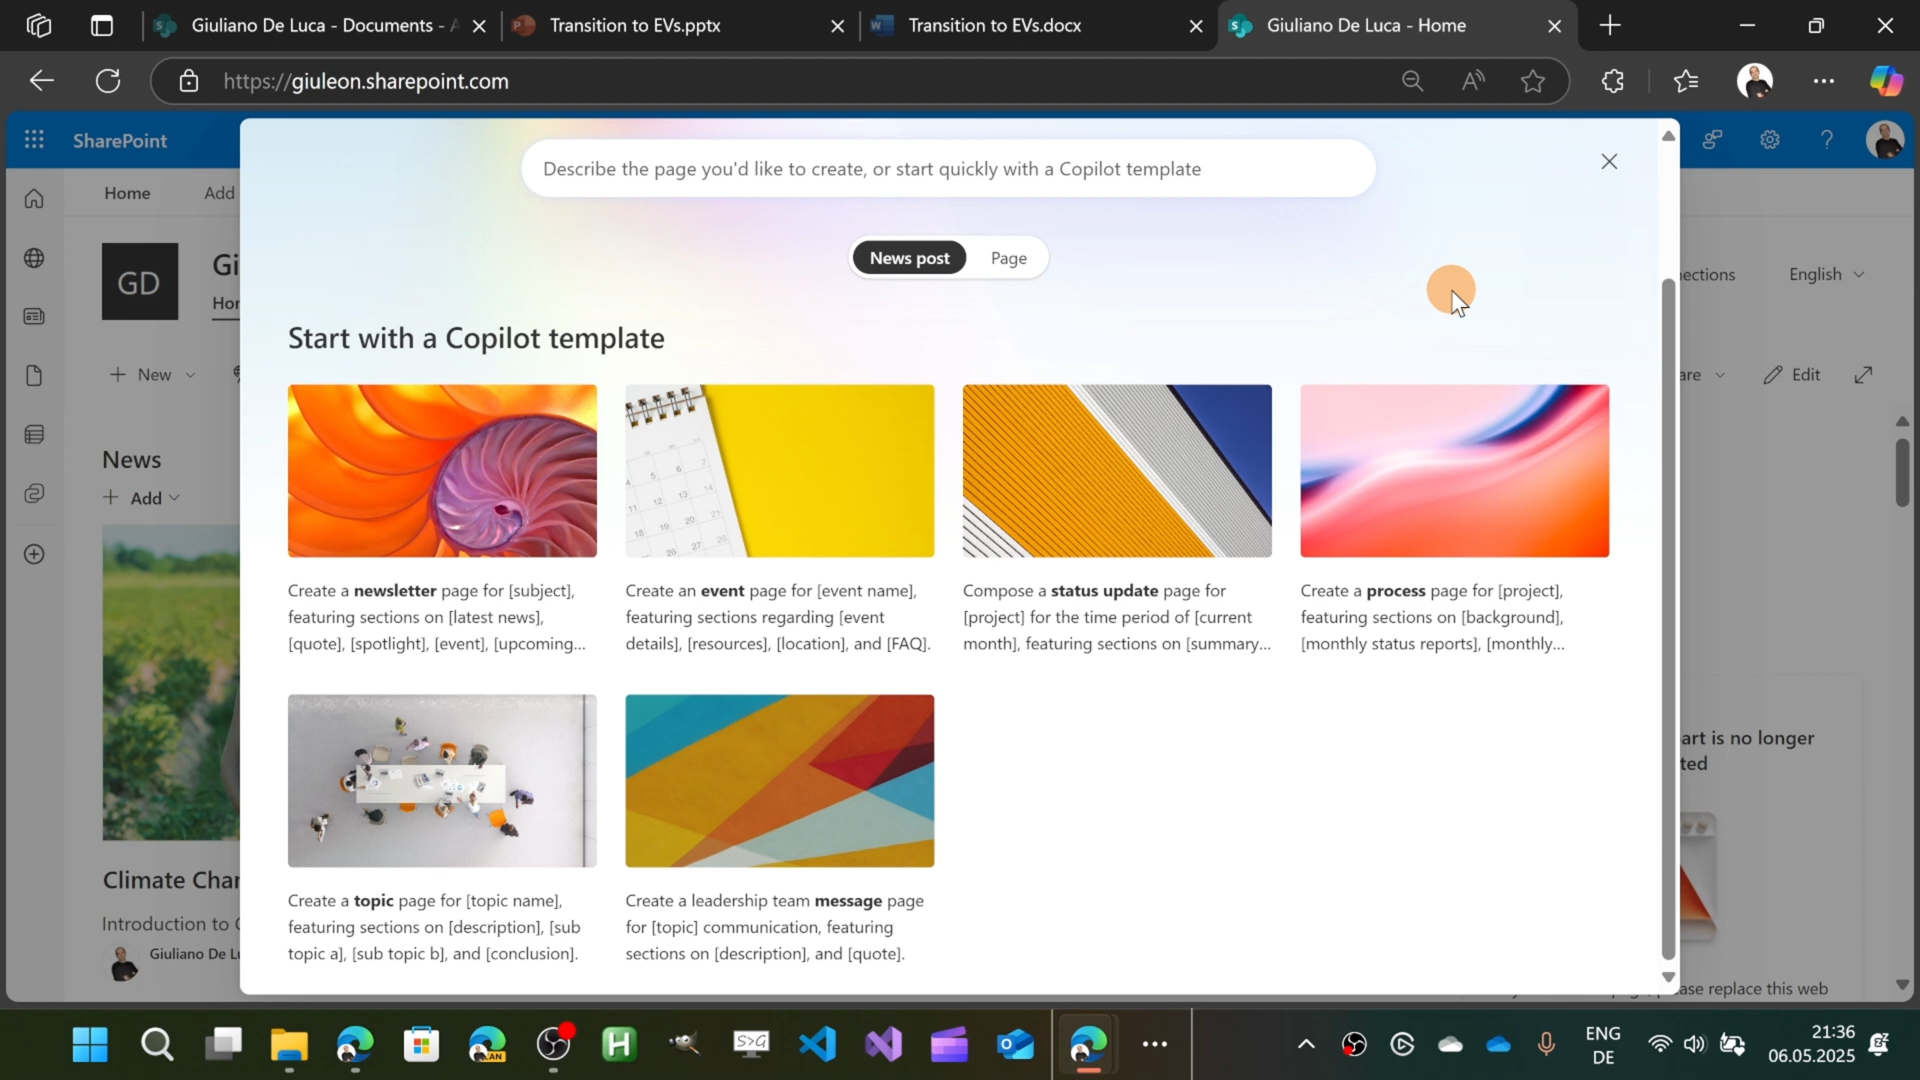 Giuliano De Luca - Documents - A
Transition to EVs.pptx
Transition to EVs.docx
Giuliano De Luca - Home
https://giuleon.sharepoint.com
SharePoint
Describe the page you'd like to create, or start quickly with a Copilot template
Home
Add
News post
Page
GD
Gi
Hor
ections
English
Start with a Copilot template
New
are
Edit
News
Add
Create a newsletter page for [subject],
featuring sections on [latest news],
[quote], [spotlight], [event], [upcoming...
Create an event page for [event name],
featuring sections regarding [event
details], [resources], [location], and [FAQ].
Compose a status update page for
[project] for the time period of [current
month], featuring sections on [summary...
Create a process page for [project],
featuring sections on [background],
[monthly status reports], [monthly...
art is no longer
ted
Climate Char
Introduction to C
Giuliano De Lu
Create a topic page for [topic name],
featuring sections on [description], [sub
topic a], [sub topic b], and [conclusion].
Create a leadership team message page
for [topic] communication, featuring
sections on [description], and [quote].
ase replace this web
CAN
S>G
ENG
DE
21:36
06.05.2025